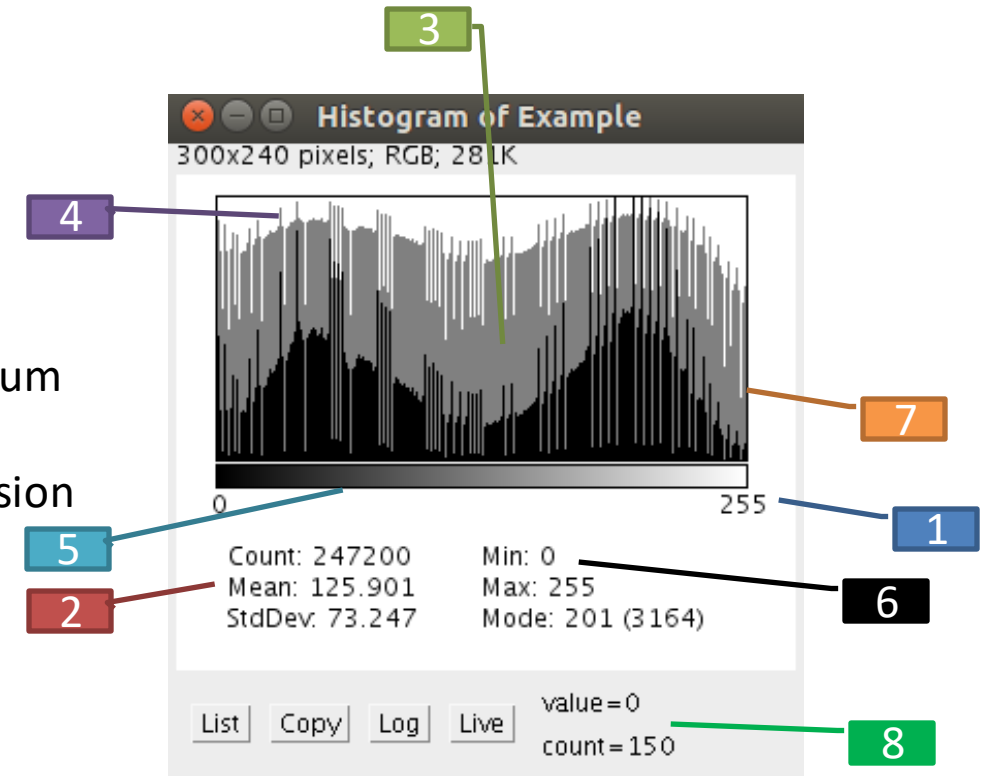 3
Histogram of Example
300x240 pixels; RGB; 281K
4
um
7
sion
0 255
1
5
Count: 247200 Min: 0
Mean: 125.901 Max: 255
6
2
StdDev: 73.247 Mode: 201 (3164)
List Copy Log Live value=0
count=150
8